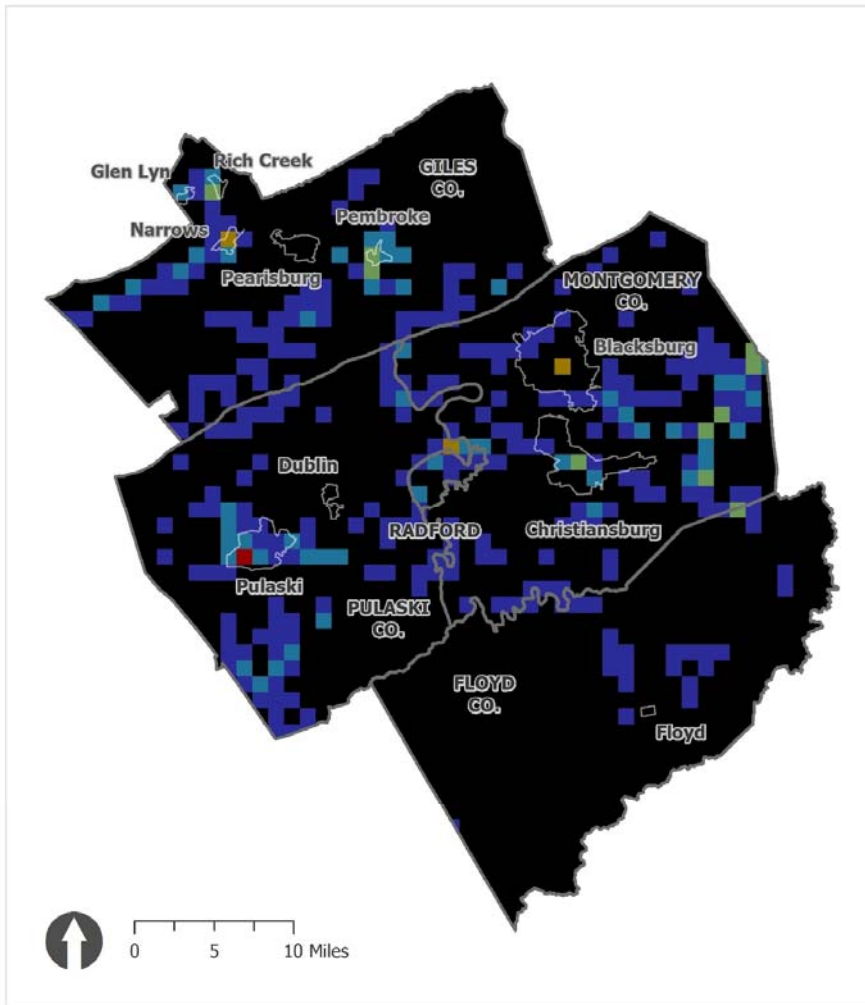 Glen Lyn
Rich Creek
GILES
CO.
Narrows
Pembroke
Pearisburg
MONTGOMERY
CO.
Blacksburg
Dublin
RADFORD
Christiansburg
Pulaski
PULASKI
CO.
FLOYD
CO.
Floyd
0 5 10 Miles